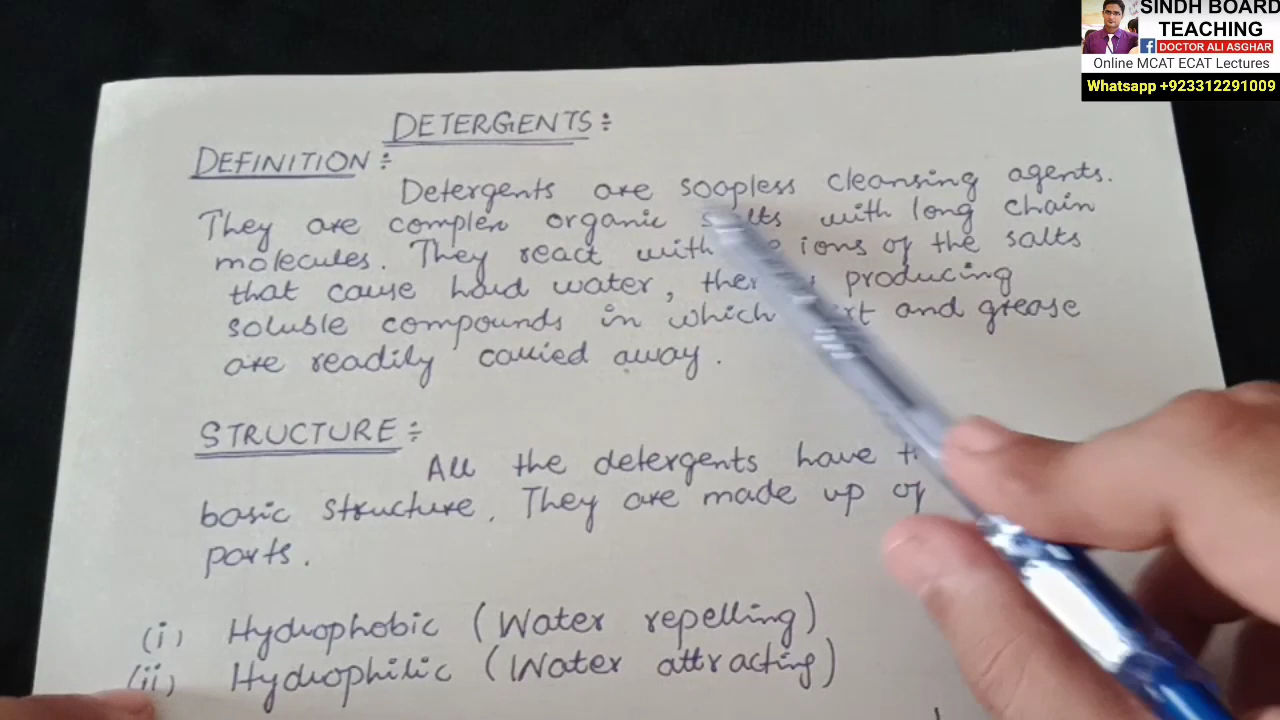 SINDH BOARD
TEACHING
DOCTOR ALI ASGHAR
Online MCAT ECAT Lectures
Whatsapp +923312291009
DETERGENTS:
DEFINITION:
Detergents are soapless cleansing agents.
They are complex organic salts with long chain
molecules. They react with ions of the salts
that cause hard water, producing
soluble compounds in which and grease
are readily carried away.
STRUCTURE:
All the detergents have
basic structure. They are made up of
parts.
(i) Hydrophobic (Water repelling)
(ii) Hydrophilic (Water attracting)